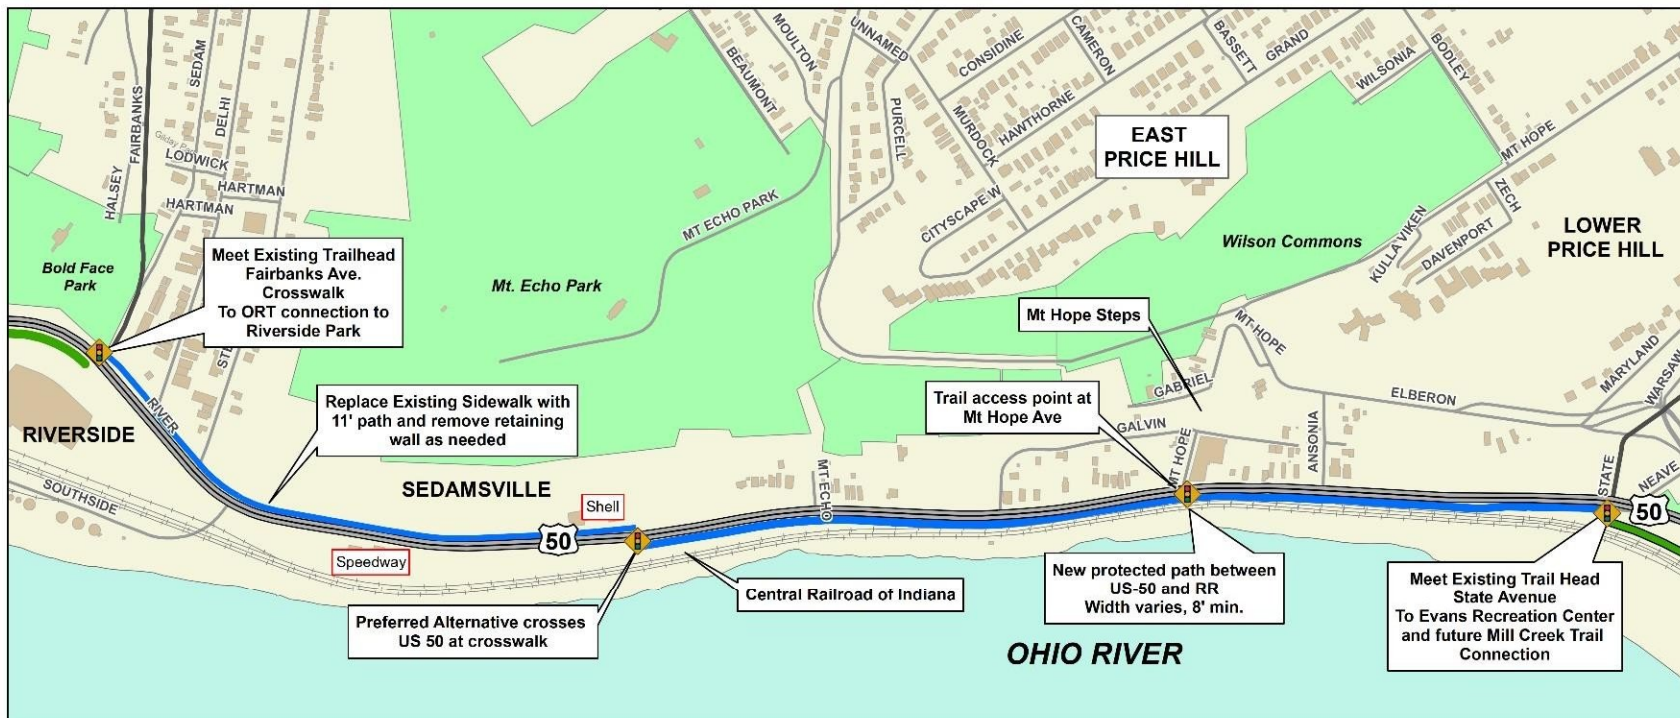 BEAUMONT
MOULTON
UNNAMED
CONSIDINE
CAMERON
BASSETT
GRAND
WILSONIA
BODLEY
HALSEY
FAIRBANKS
SEDAM
DELHI
LODWICK
HARTMAN
HARTMAN
PURCELL
MURDOCK
HAWTHORNE
CITYSCAPE W
EAST
PRICE HILL
MT HOPE
ZECH
DAVENPORT
KULLAVIKEN
LOWER
PRICE HILL
Wilson Commons
MT ECHO PARK
Mt. Echo Park
Bold Face
Park
Meet Existing Trailhead
Fairbanks Ave.
Crosswalk
To ORT connection to
Riverside Park
Mt Hope Steps
MT HOPE
GABRIEL
GALVIN
ELBERON
MARYLAND
WARSAW
ANSONIA
MT HOPE
STATE
NEAVE
Trail access point at
Mt Hope Ave
Replace Existing Sidewalk with
11' path and remove retaining
wall as needed
RIVER
RIVERSIDE
SOUTHSIDE
SEDAMSVILLE
MT ECHO
Shell
Speedway
50
50
Preferred Alternative crosses
US 50 at crosswalk
Central Railroad of Indiana
New protected path between
US-50 and RR
Width varies, 8' min.
Meet Existing Trail Head
State Avenue
To Evans Recreation Center
and future Mill Creek Trail
Connection
OHIO RIVER